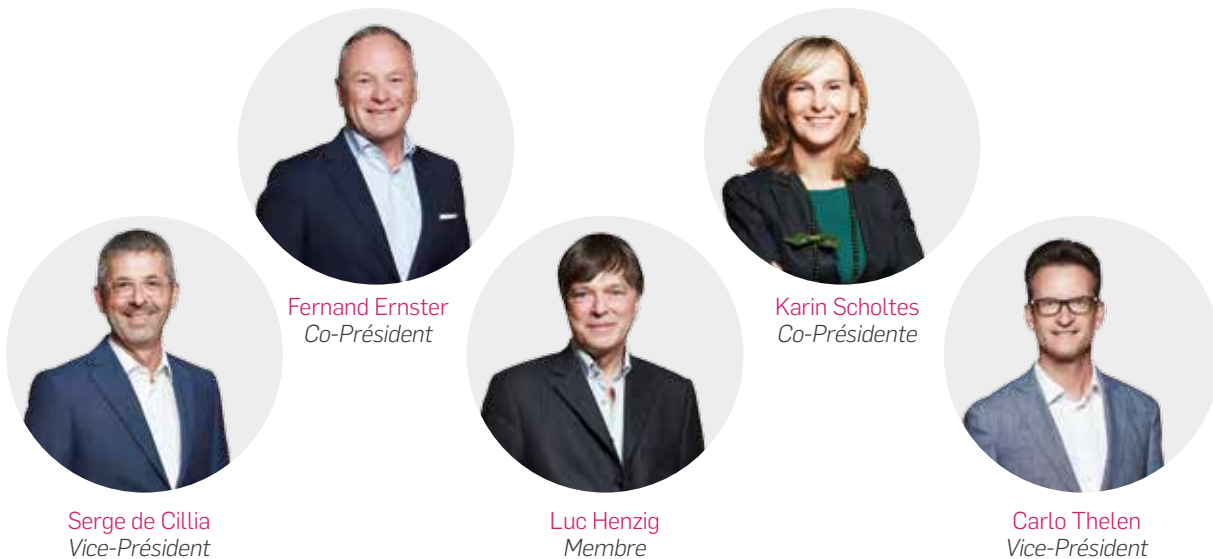 Fernand Ernster
Co-Président
Karin Scholtes
Co-Présidente
Serge de Cillia
Vice-Président
Luc Henzig
Membre
Carlo Thelen
Vice-Président